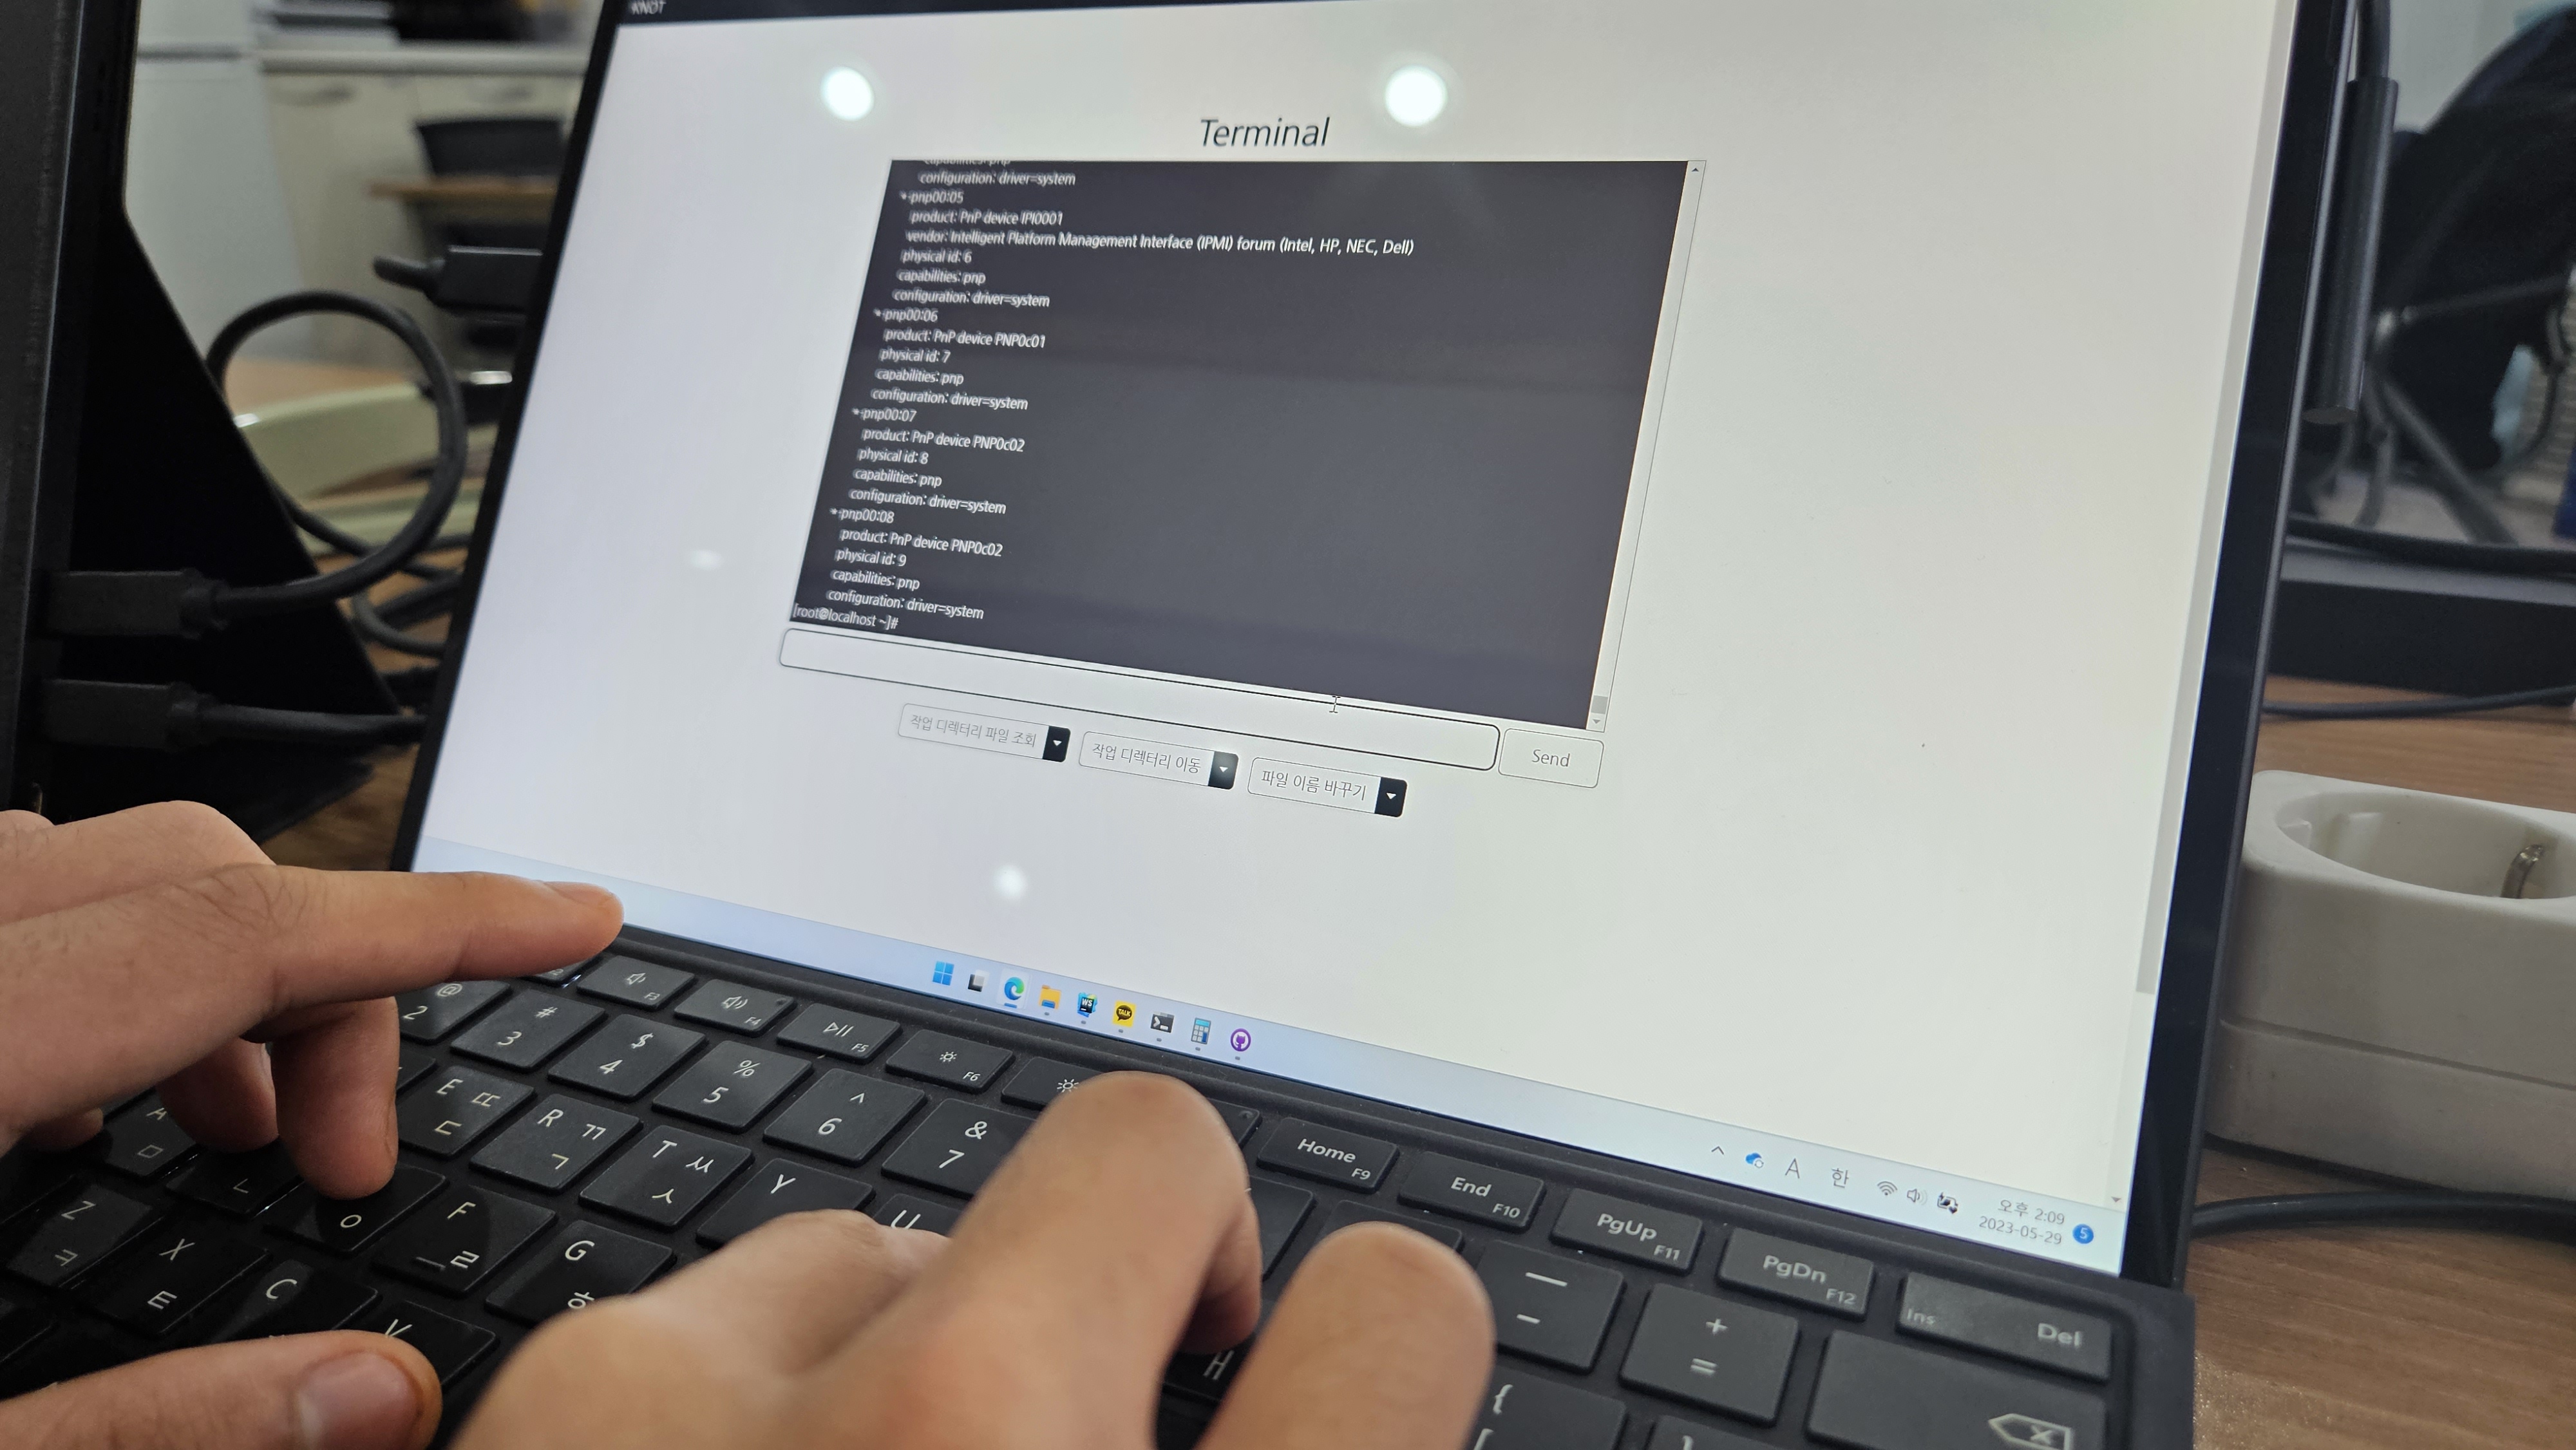 KNOT
Terminal
capabilities: pnp
configuration: driver=system
*-pnp00:05
product: PnP device IPI0001
vendor: Intelligent Platform Management Interface (IPMI) forum (Intel, HP, NEC, Dell)
physical id: 6
capabilities: pnp
configuration: driver=system
*-pnp00:06
product: PnP device PNP0c01
physical id: 7
capabilities: pnp
configuration: driver=system
*-pnp00:07
product: PnP device PNP0c02
physical id: 8
capabilities: pnp
configuration: driver=system
*-pnp00:08
product: PnP device PNP0c02
physical id: 9
capabilities: pnp
configuration: driver=system
[root@localhost ~]#
Send
작업 디렉터리 파일 조회
작업 디렉터리 이동
파일 이름 바꾸기
WS
TALK
A 한
오후 2:09
2023-05-29
5
F3 F4 F5 F6
Home F9
End F10
PgUp F11
PgDn F12
Ins Del
@ 2
# 3
$ 4
% 5
^ 6
& 7
— -
+ =
E ㄸ ㄷ
R ㄲ ㄱ
T ㅆ ㅅ
Y
U
{ [
}
A ㅁ
ㄴ
ㅇ
F ㄹ
G ㅎ
H
Z ㅋ
X ㅌ
C
V